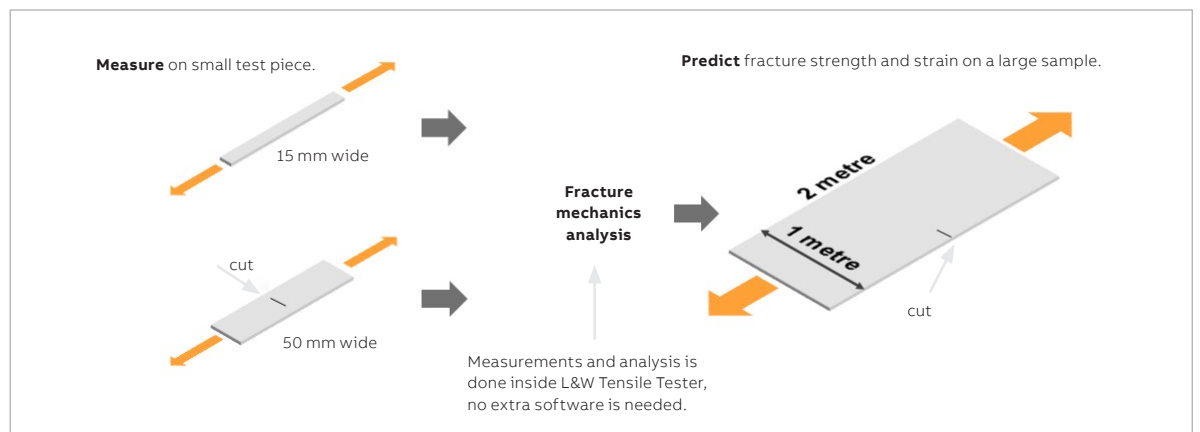 Measure on small test piece.
15 mm wide
cut
50 mm wide
Fracture
mechanics
analysis
Measurements and analysis is
done inside L&W Tensile Tester,
no extra software is needed.
Predict fracture strength and strain on a large sample.
2 metre
1 metre
cut